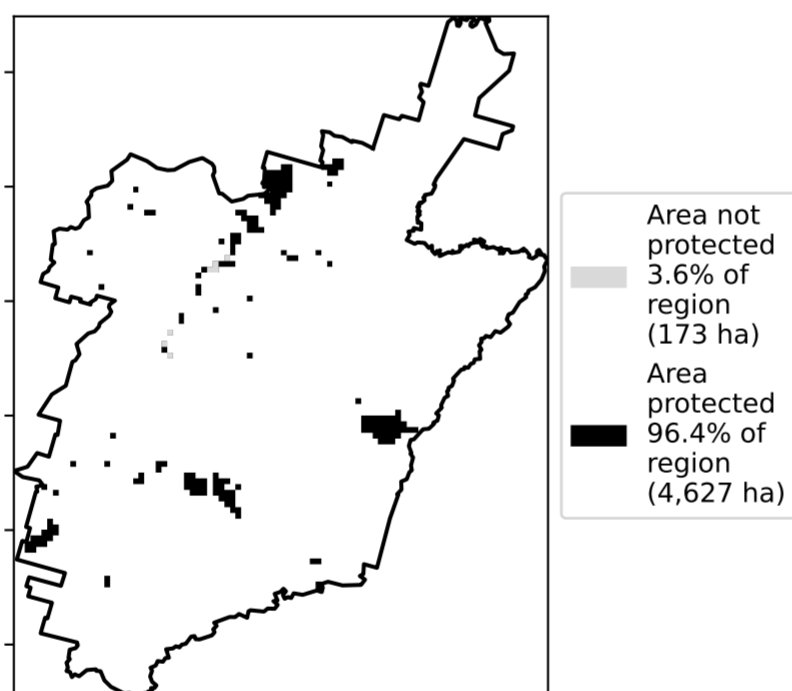 Area not
protected
3.6% of
region
(173 ha)
Area
protected
96.4% of
region
(4,627 ha)